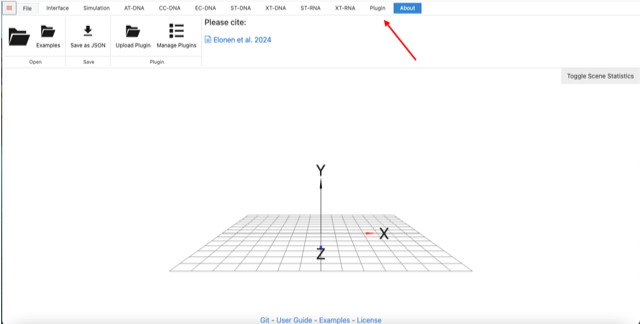 File Interface Simulation AT-DNA CC-DNA EC-DNA ST-DNA XT-DNA ST-RNA XT-RNA Plugin About
Please cite:
Elonen et al. 2024
Examples Save as JSON Upload Plugin Manage Plugins
Open Save Plugin
Toggle Scene Statistics
Y
X
Z
Git - User Guide - Examples - License